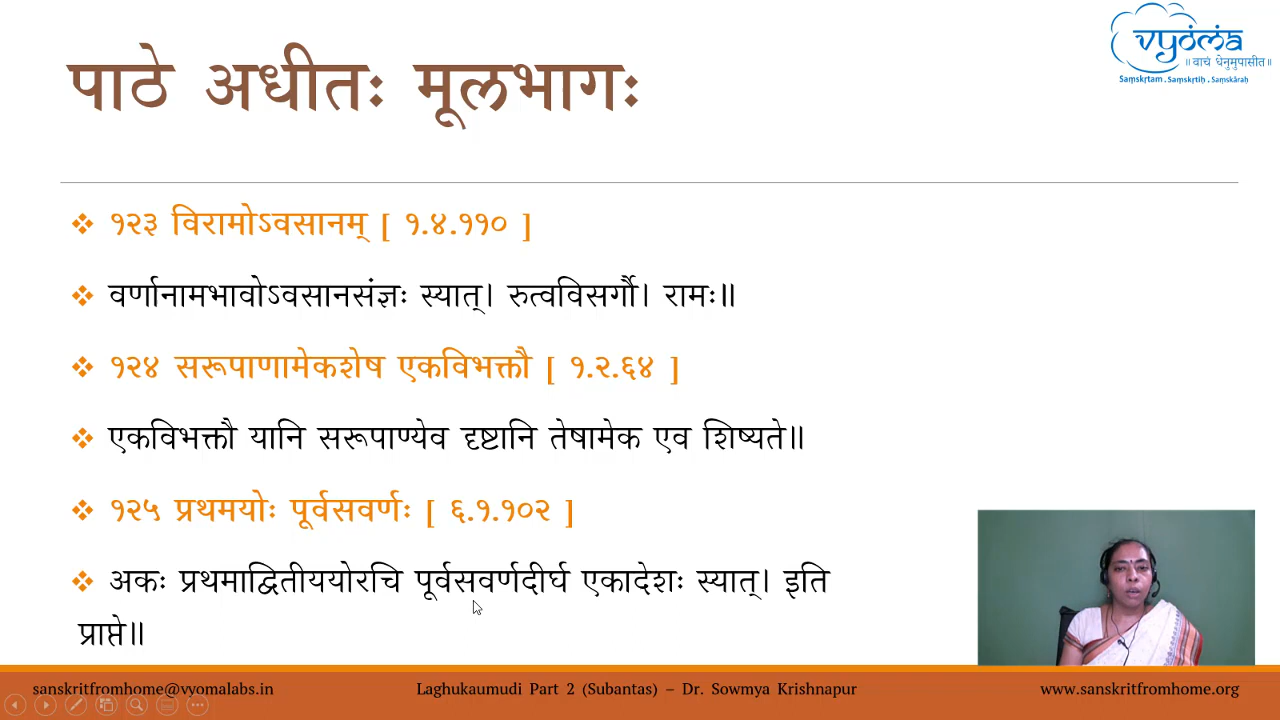 vyoma
॥वाचं धेनुमुपासीत॥
Saṃskṛtam . Saṃskṛtiḥ . Saṃskārāḥ
पाठे अधीतः मूलभागः
१२३ विरामोऽवसानम् [ १.४.११० ]
वर्णानामभावोऽवसानसंज्ञः स्यात्। रुत्वविसर्गौ। रामः॥
१२४ सरूपाणामेकशेष एकविभक्तौ [ १.२.६४ ]
एकविभक्तौ यानि सरूपाण्येव दृष्टानि तेषामेक एव शिष्यते॥
१२५ प्रथमयोः पूर्वसवर्णः [ ६.१.१०२ ]
अकः प्रथमाद्वितीययोरचि पूर्वसवर्णदीर्घ एकादेशः स्यात्। इति
प्राप्ते॥
sanskritfromhome@vyomalabs.in
Laghukaumudi Part 2 (Subantas) – Dr. Sowmya Krishnapur
www.sanskritfromhome.org